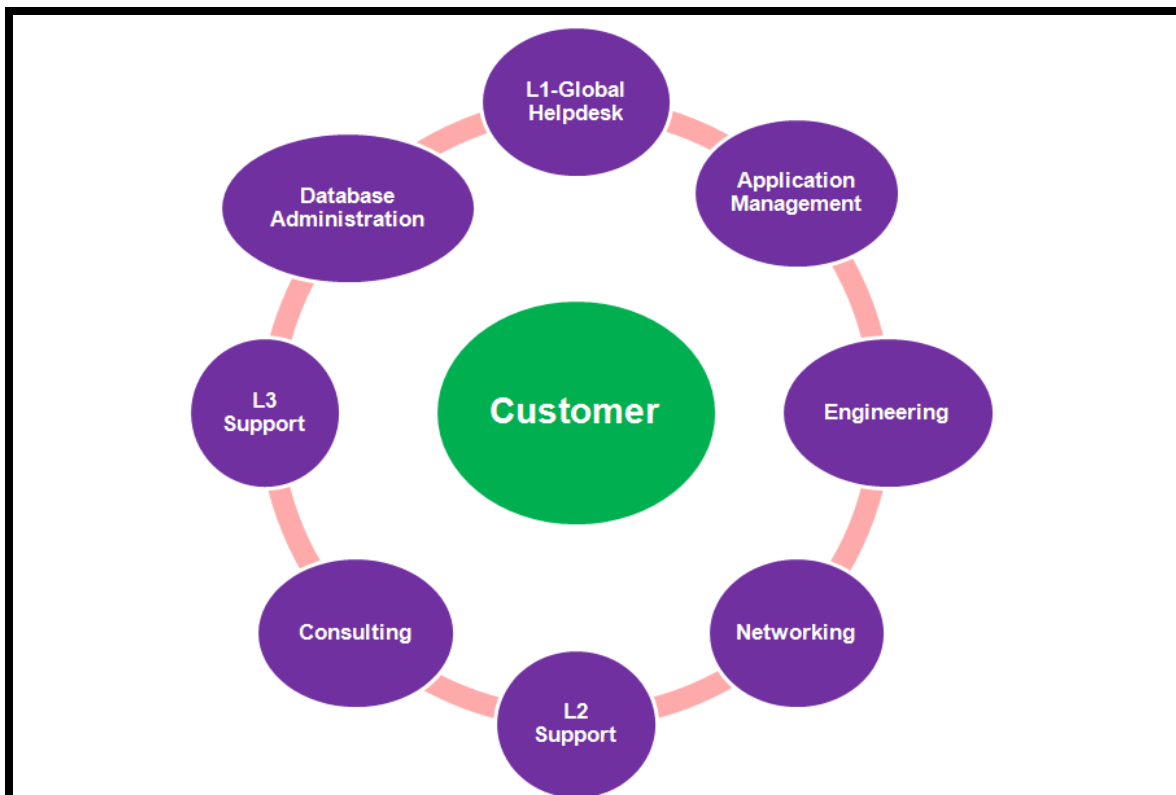 L1-Global
Helpdesk
Application
Management
Database
Administration
Engineering
Customer
L3
Support
Networking
Consulting
L2
Support